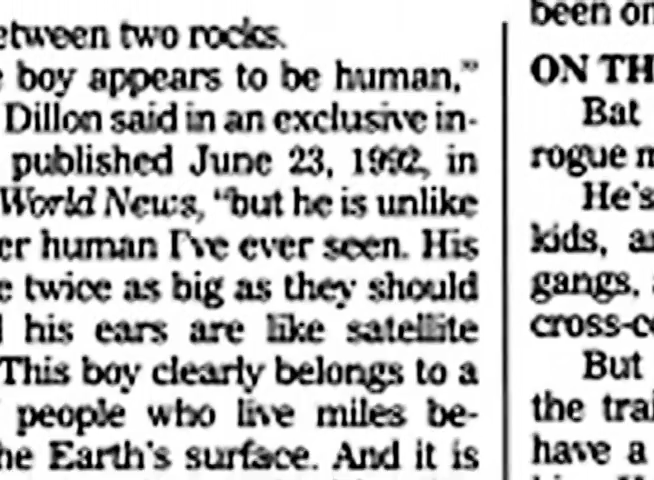 etween two rocks.
e boy appears to be human,"
Dillon said in an exclusive in-
published June 23, 1992, in
World News, "but he is unlike
er human I've ever seen. His
e twice as big as they should
l his ears are like satellite
This boy clearly belongs to a
people who live miles be-
he Earth's surface. And it is
been on
ON TH
Bat
rogue m
He's
kids, a
gangs,
cross-c
But
the trai
have a